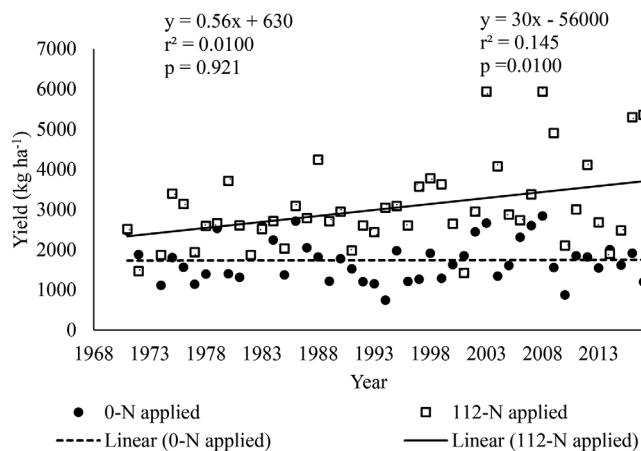 y = 0.56x + 630
r² = 0.0100
p = 0.921
y = 30x - 56000
r² = 0.145
p =0.0100
7000
6000
5000
4000
3000
2000
1000
0
Yield (kg ha⁻¹)
1968 1973 1978 1983 1988 1993 1998 2003 2008 2013
Year
0-N applied 112-N applied
Linear (0-N applied) Linear (112-N applied)